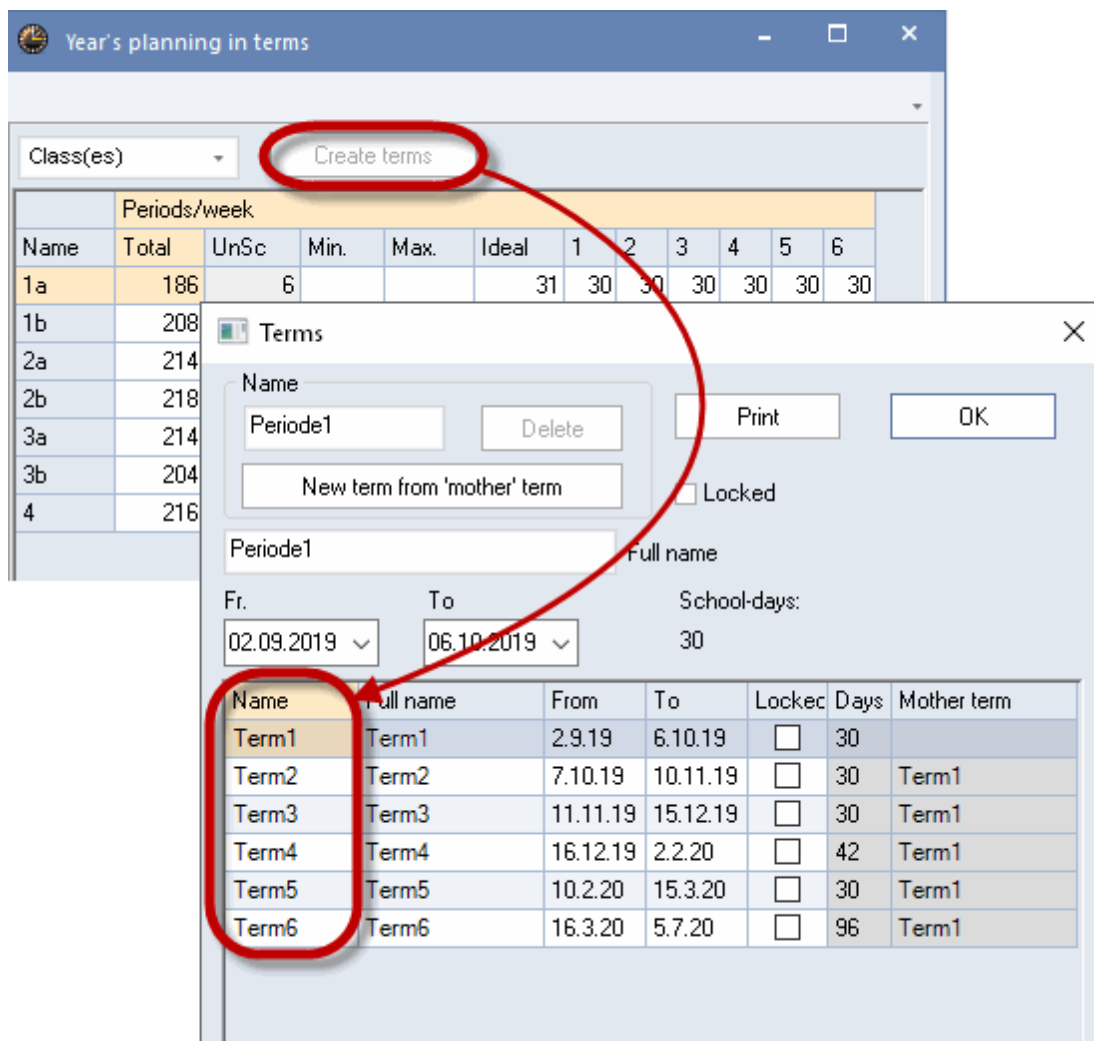 Year's planning in terms
Class(es) Create terms
Periods/week
Name Total UnSc Min. Max. Ideal 1 2 3 4 5 6
1a 186 6 31 30 30 30 30 30 30
1b 208
2a 214
2b 218
3a 214
3b 204
4 216
Terms
Name
Periode1 Delete Print OK
New term from 'mother' term Locked
Periode1 Full name
Fr. To School-days:
02.09.2019 06.10.2019 30
Name Full name From To Locked Days Mother term
Term1 Term1 2.9.19 6.10.19 30
Term2 Term2 7.10.19 10.11.19 30 Term1
Term3 Term3 11.11.19 15.12.19 30 Term1
Term4 Term4 16.12.19 2.2.20 42 Term1
Term5 Term5 10.2.20 15.3.20 30 Term1
Term6 Term6 16.3.20 5.7.20 96 Term1